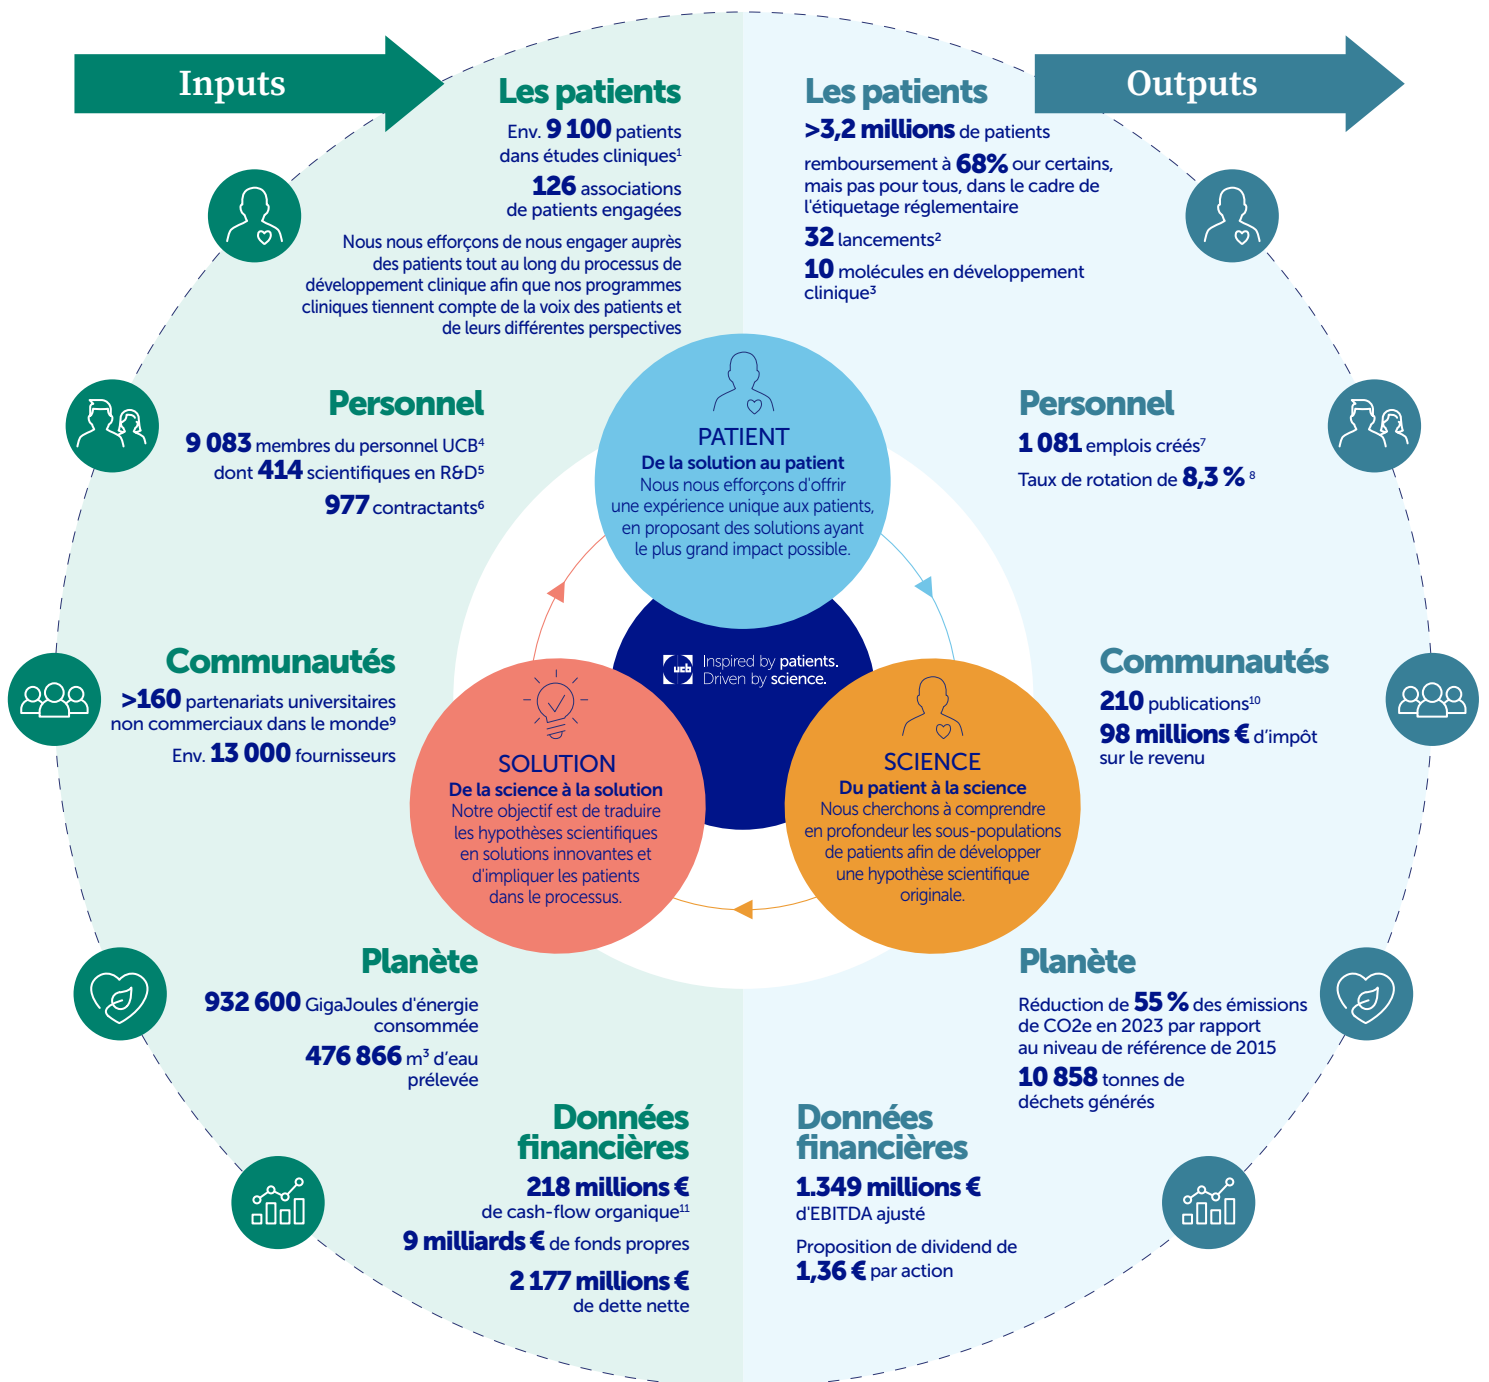 Inputs
Les patients
Env. 9 100 patients
dans études cliniques¹
126 associations
de patients engagées
Nous nous efforçons de nous engager auprès
des patients tout au long du processus de
développement clinique afin que nos programmes
cliniques tiennent compte de la voix des patients et
de leurs différentes perspectives
Personnel
9 083 membres du personnel UCB⁴
dont 414 scientifiques en R&D⁵
977 contractants⁶
Communautés
>160 partenariats universitaires
non commerciaux dans le monde⁹
Env. 13 000 fournisseurs
Planète
932 600 GigaJoules d'énergie
consommée
476 866 m³ d’eau
prélevée
Données
financières
218 millions €
de cash-flow organique¹¹
9 milliards € de fonds propres
2 177 millions €
de dette nette
PATIENT
De la solution au patient
Nous nous efforçons d'offrir
une expérience unique aux patients,
en proposant des solutions ayant
le plus grand impact possible.
ucb
Inspired by patients.
Driven by science.
SOLUTION
De la science à la solution
Notre objectif est de traduire
les hypothèses scientifiques
en solutions innovantes et
d'impliquer les patients
dans le processus.
SCIENCE
Du patient à la science
Nous cherchons à comprendre
en profondeur les sous-populations
de patients afin de développer
une hypothèse scientifique
originale.
Outputs
Les patients
>3,2 millions de patients
remboursement à 68% our certains,
mais pas pour tous, dans le cadre de
l'étiquetage réglementaire
32 lancements²
10 molécules en développement
clinique³
Personnel
1 081 emplois créés⁷
Taux de rotation de 8,3 % ⁸
Communautés
210 publications¹⁰
98 millions € d’impôt
sur le revenu
Planète
Réduction de 55 % des émissions
de CO2e en 2023 par rapport
au niveau de référence de 2015
10 858 tonnes de
déchets générés
Données
financières
1.349 millions €
d'EBITDA ajusté
Proposition de dividend de
1,36 € par action